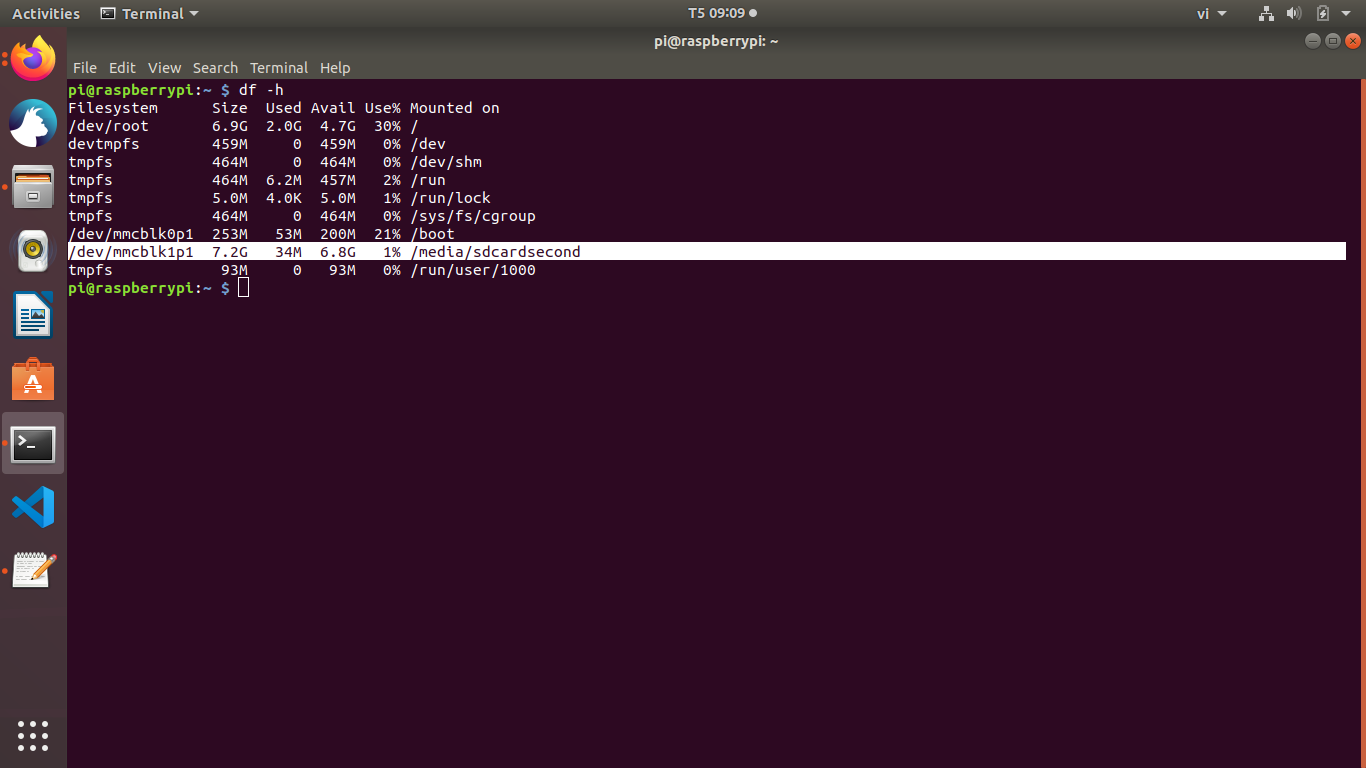 Activities Terminal T5 09:09 vi
pi@raspberrypi: ~
File Edit View Search Terminal Help
pi@raspberrypi:~ $ df -h
Filesystem      Size  Used Avail Use% Mounted on
/dev/root       6.9G  2.0G  4.7G  30% /
devtmpfs        459M     0  459M   0% /dev
tmpfs           464M     0  464M   0% /dev/shm
tmpfs           464M  6.2M  457M   2% /run
tmpfs           5.0M  4.0K  5.0M   1% /run/lock
tmpfs           464M     0  464M   0% /sys/fs/cgroup
/dev/mmcblk0p1  253M   53M  200M  21% /boot
/dev/mmcblk1p1  7.2G   34M  6.8G   1% /media/sdcardsecond
tmpfs            93M     0   93M   0% /run/user/1000
pi@raspberrypi:~ $